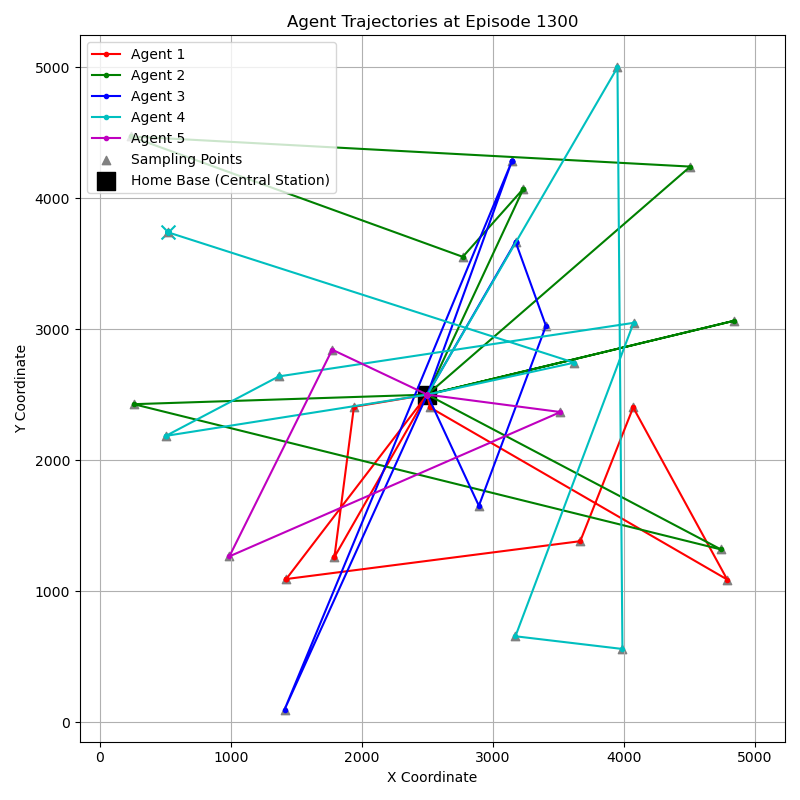 Agent Trajectories at Episode 1300
Agent 1
Agent 2
Agent 3
Agent 4
Agent 5
Sampling Points
Home Base (Central Station)
Y Coordinate
5000
4000
3000
2000
1000
0
0 1000 2000 3000 4000 5000
X Coordinate